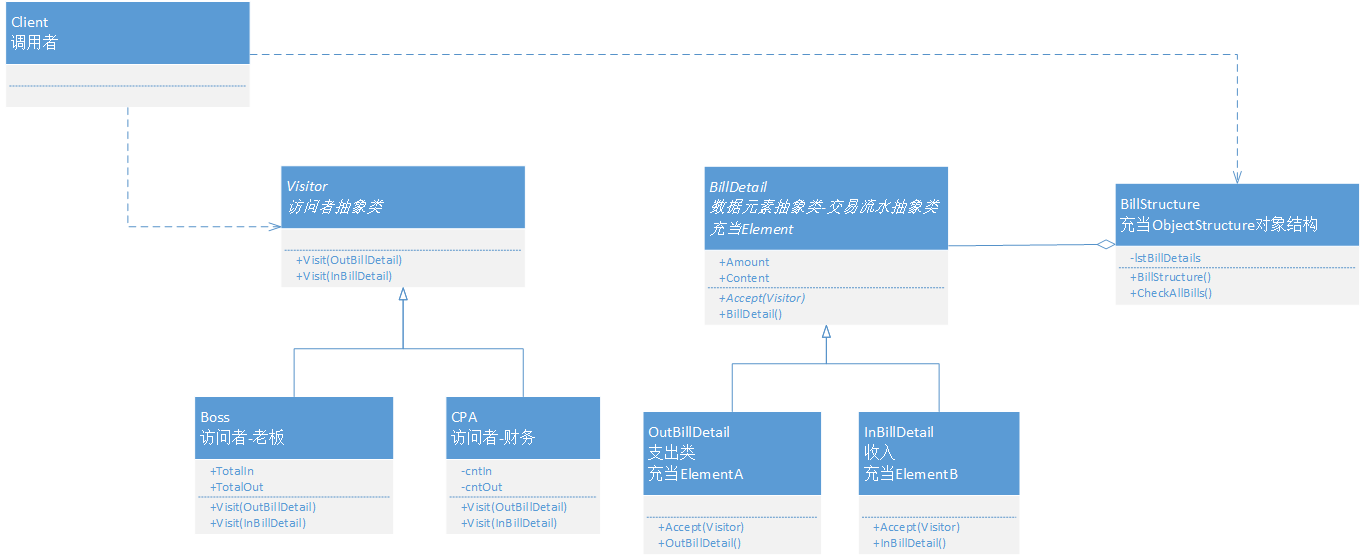 Client
调用者
Visitor
访问者抽象类
+Visit(OutBillDetail)
+Visit(InBillDetail)
BillDetail
数据元素抽象类-交易流水抽象类
充当Element
+Amount
+Content
+Accept(Visitor)
+BillDetail()
BillStructure
充当ObjectStructure对象结构
-lstBillDetails
+BillStructure()
+CheckAllBills()
Boss
访问者-老板
+TotalIn
+TotalOut
+Visit(OutBillDetail)
+Visit(InBillDetail)
CPA
访问者-财务
-cntIn
-cntOut
+Visit(OutBillDetail)
+Visit(InBillDetail)
OutBillDetail
支出类
充当ElementA
+Accept(Visitor)
+OutBillDetail()
InBillDetail
收入
充当ElementB
+Accept(Visitor)
+InBillDetail()